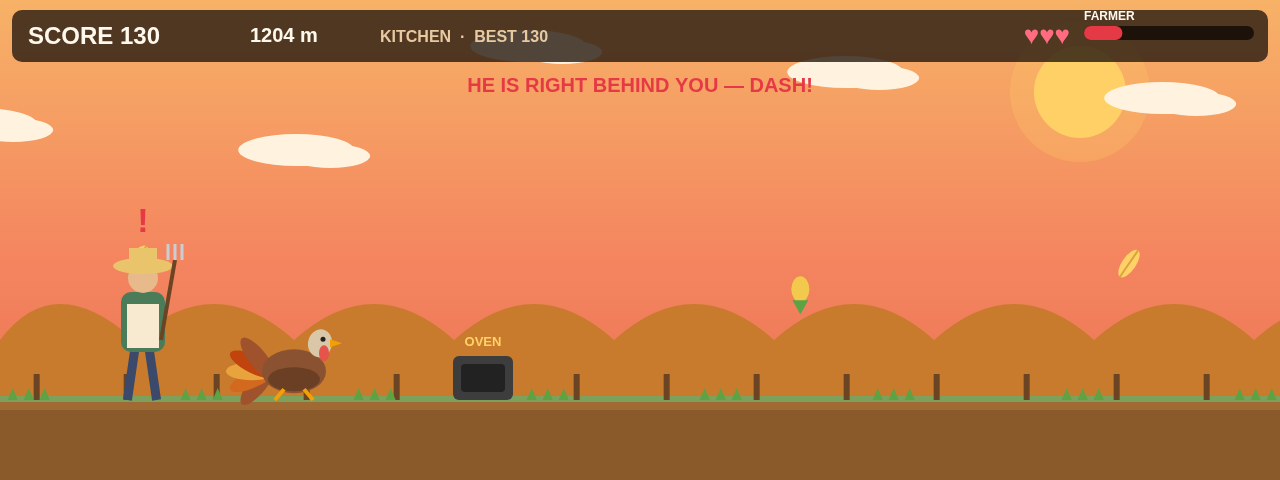 SCORE 130
1204 m
KITCHEN · BEST 130
♥♥♥
FARMER
HE IS RIGHT BEHIND YOU — DASH!
!
OVEN